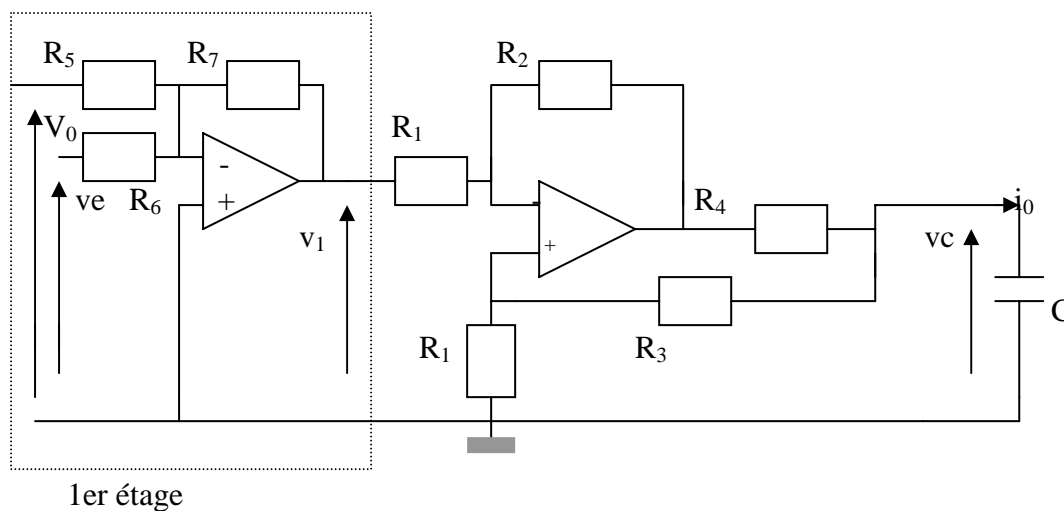 R5
R7
R2
V0
R1
-
ve
R6
+
v1
-
R4
i0
vc
+
C
R1
R3
1er étage